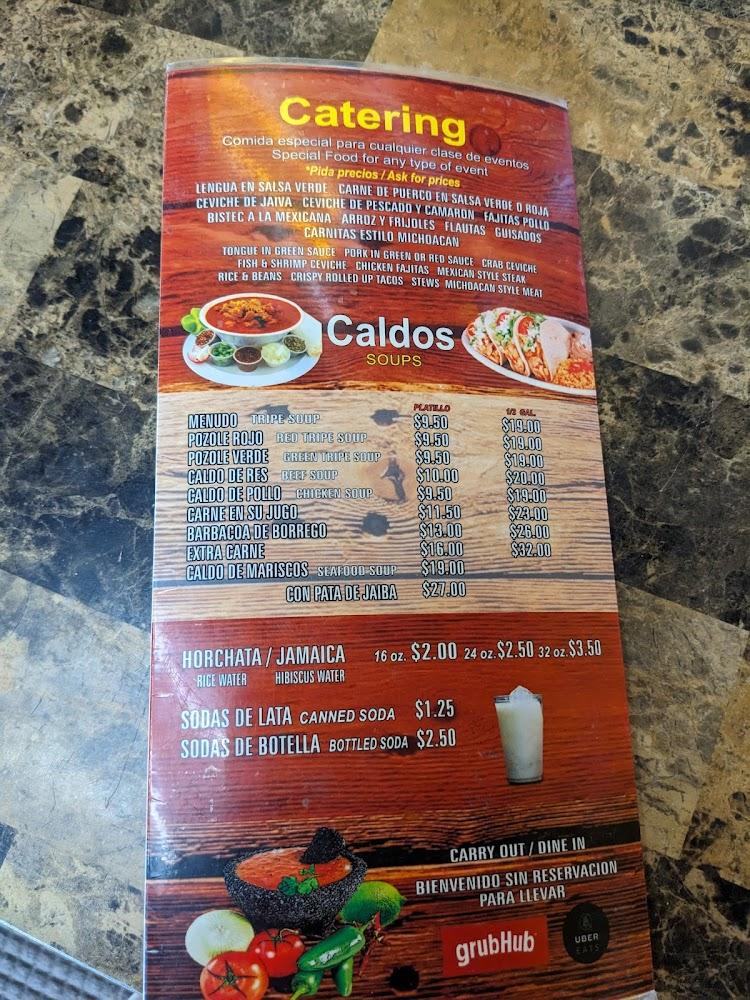 Catering
Comida especial para cualquier clase de eventos
Special Food for any type of event
*Pida precios / Ask for prices
LENGUA EN SALSA VERDE CARNE DE PUERCO EN SALSA VERDE O ROJA
CEVICHE DE JAIVA CEVICHE DE PESCADO Y CAMARON FAJITAS POLLO
BISTEC A LA MEXICANA ARROZ Y FRIJOLES FLAUTAS GUISADOS
CARNITAS ESTILO MICHOACAN
TONGUE IN GREEN SAUCE PORK IN GREEN OR RED SAUCE CRAB CEVICHE
FISH & SHRIMP CEVICHE CHICKEN FAJITAS MEXICAN STYLE STEAK
RICE & BEANS CRISPY ROLLED UP TACOS STEWS MICHOACAN STYLE MEAT
Caldos
SOUPS
PLATILLO 1/2 GAL.
MENUDO TRIPE SOUP $9.50 $19.00
POZOLE ROJO RED TRIPE SOUP $9.50 $19.00
POZOLE VERDE GREEN TRIPE SOUP $9.50 $19.00
CALDO DE RES BEEF SOUP $10.00 $20.00
CALDO DE POLLO CHICKEN SOUP $9.50 $19.00
CARNE EN SU JUGO $11.50 $23.00
BARBACOA DE BORREGO $13.00 $26.00
EXTRA CARNE $16.00 $32.00
CALDO DE MARISCOS SEAFOOD SOUP $19.00
CON PATA DE JAIBA $27.00
HORCHATA / JAMAICA 16 oz. $2.00 24 oz. $2.50 32 oz. $3.50
RICE WATER HIBISCUS WATER
SODAS DE LATA CANNED SODA $1.25
SODAS DE BOTELLA BOTTLED SODA $2.50
CARRY OUT / DINE IN
BIENVENIDO SIN RESERVACION
PARA LLEVAR
grubHub
UBER
EATS